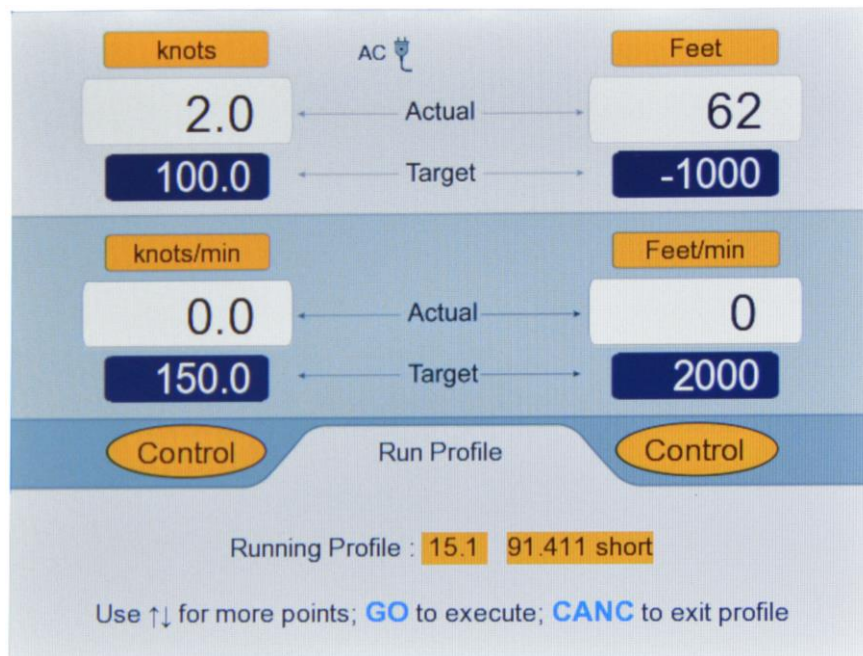 knots AC Feet
2.0 Actual 62
100.0 Target -1000
knots/min Feet/min
0.0 Actual 0
150.0 Target 2000
Control Run Profile Control
Running Profile : 15.1 91.411 short
Use ↑↓ for more points; GO to execute; CANC to exit profile